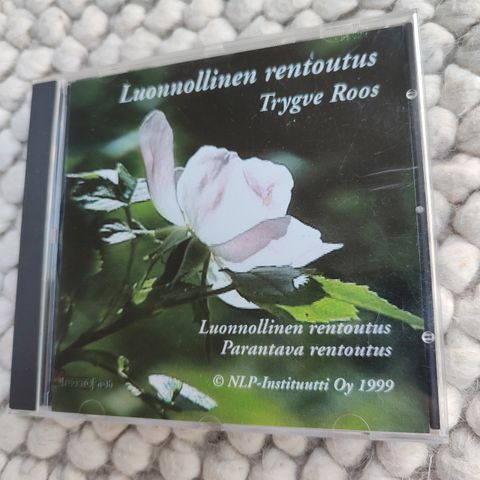 Luonnollinen rentoutus
Trygve Roos
Luonnollinen rentoutus
Parantava rentoutus
© NLP-Instituutti Oy 1999